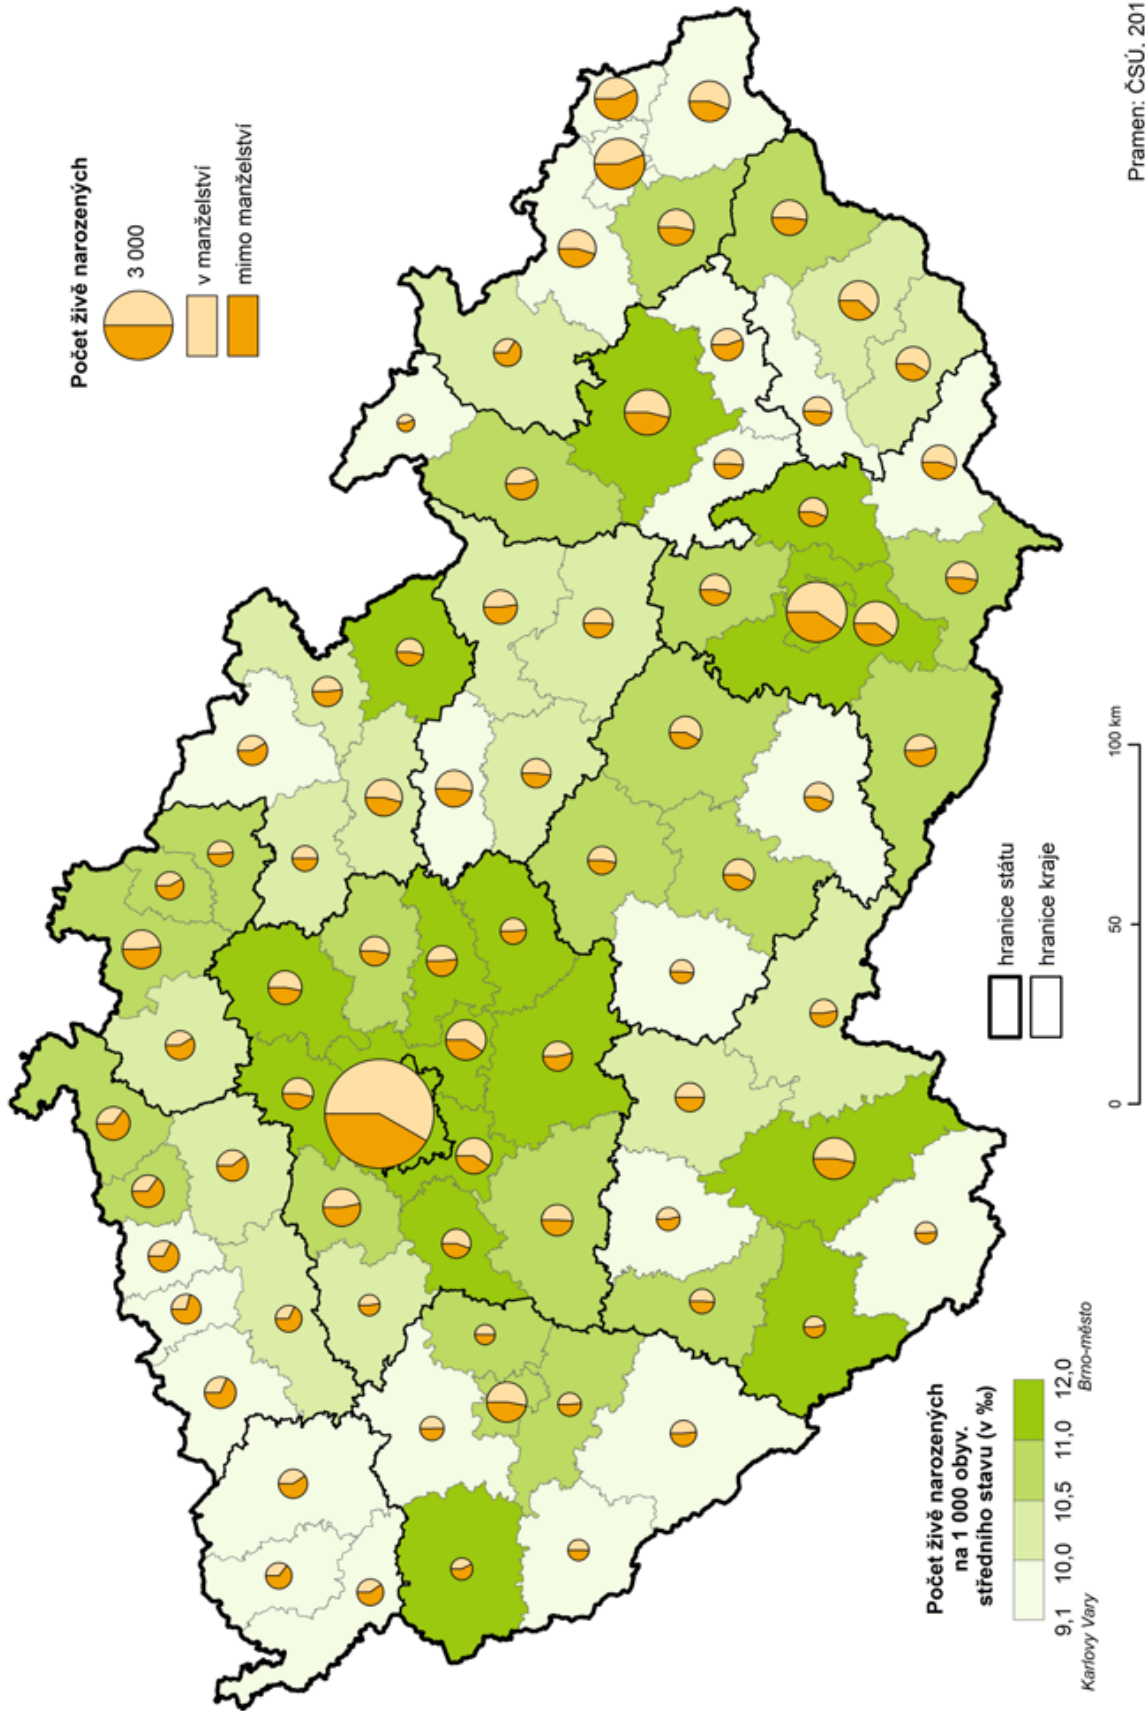 Počet živě narozených
3 000
v manželství
mimo manželství
Počet živě narozených
na 1 000 obyv.
středního stavu (v ‰)
9,1 10,0 10,5 11,0 12,0
Karlovy Vary Brno-město
hranice státu
hranice kraje
0 50 100 km
Pramen: ČSÚ, 201